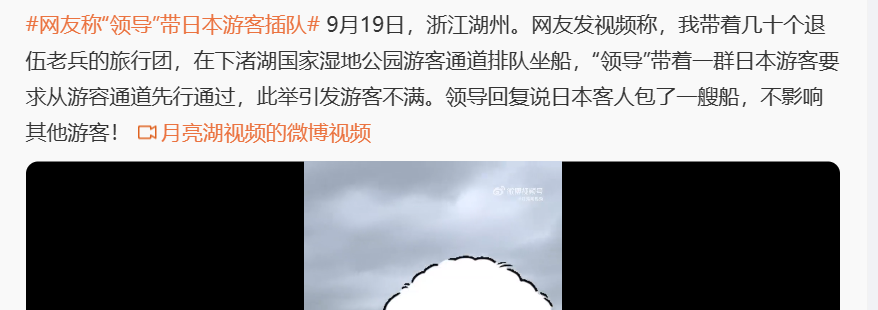 #网友称“领导”带日本游客插队# 9月19日，浙江湖州。网友发视频称，我带着几十个退
伍老兵的旅行团，在下渚湖国家湿地公园游客通道排队坐船，“领导”带着一群日本游客要
求从游容通道先行通过，此举引发游客不满。领导回复说日本客人包了一艘船，不影响
其他游客！ 月亮湖视频的微博视频